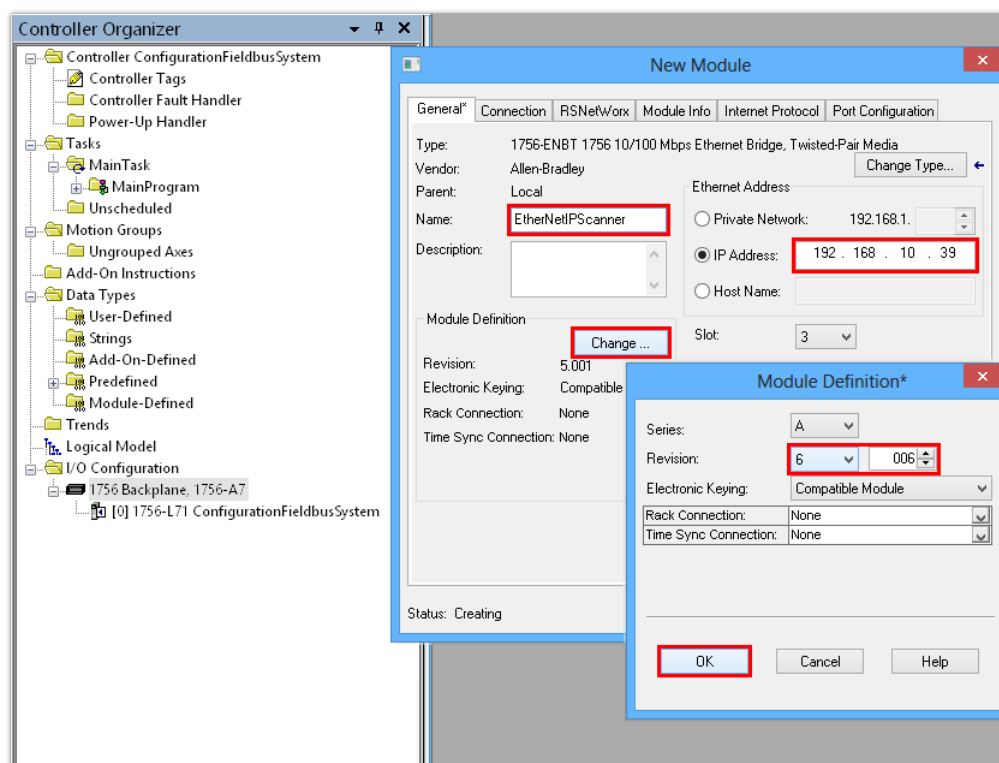 Controller Organizer
Controller ConfigurationFieldbusSystem
Controller Tags
Controller Fault Handler
Power-Up Handler
Tasks
MainTask
MainProgram
Unscheduled
Motion Groups
Ungrouped Axes
Add-On Instructions
Data Types
User-Defined
Strings
Add-On-Defined
Predefined
Module-Defined
Trends
Logical Model
I/O Configuration
1756 Backplane, 1756-A7
[0] 1756-L71 ConfigurationFieldbusSystem
New Module
General* Connection RSNetWorx Module Info Internet Protocol Port Configuration
Type: 1756-ENBT 1756 10/100 Mbps Ethernet Bridge, Twisted-Pair Media
Vendor: Allen-Bradley
Change Type...
Parent: Local
Name: EtherNetIPScanner
Description:
Ethernet Address
Private Network: 192.168.1.
IP Address: 192 . 168 . 10 . 39
Host Name:
Module Definition
Change ...
Slot: 3
Revision: 5.001
Electronic Keying: Compatible
Rack Connection: None
Time Sync Connection: None
Status: Creating
Module Definition*
Series: A
Revision: 6 006
Electronic Keying: Compatible Module
Rack Connection: None
Time Sync Connection: None
OK Cancel Help